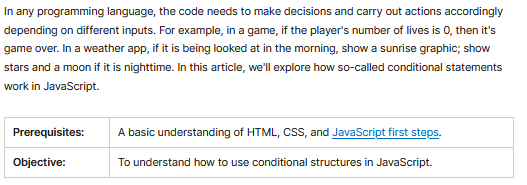 In any programming language, the code needs to make decisions and carry out actions accordingly
depending on different inputs. For example, in a game, if the player's number of lives is 0, then it's
game over. In a weather app, if it is being looked at in the morning, show a sunrise graphic; show
stars and a moon if it is nighttime. In this article, we'll explore how so-called conditional statements
work in JavaScript.
Prerequisites: A basic understanding of HTML, CSS, and JavaScript first steps.
Objective: To understand how to use conditional structures in JavaScript.